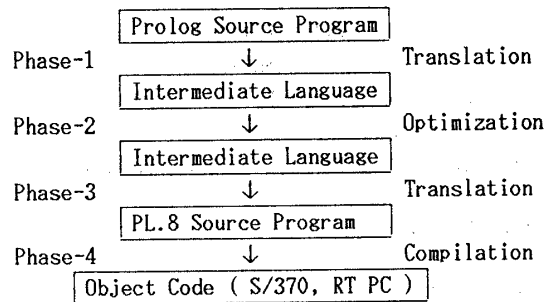 Prolog Source Program
Phase-1 ↓ Translation
Intermediate Language
Phase-2 ↓ Optimization
Intermediate Language
Phase-3 ↓ Translation
PL.8 Source Program
Phase-4 ↓ Compilation
Object Code ( S/370, RT PC )